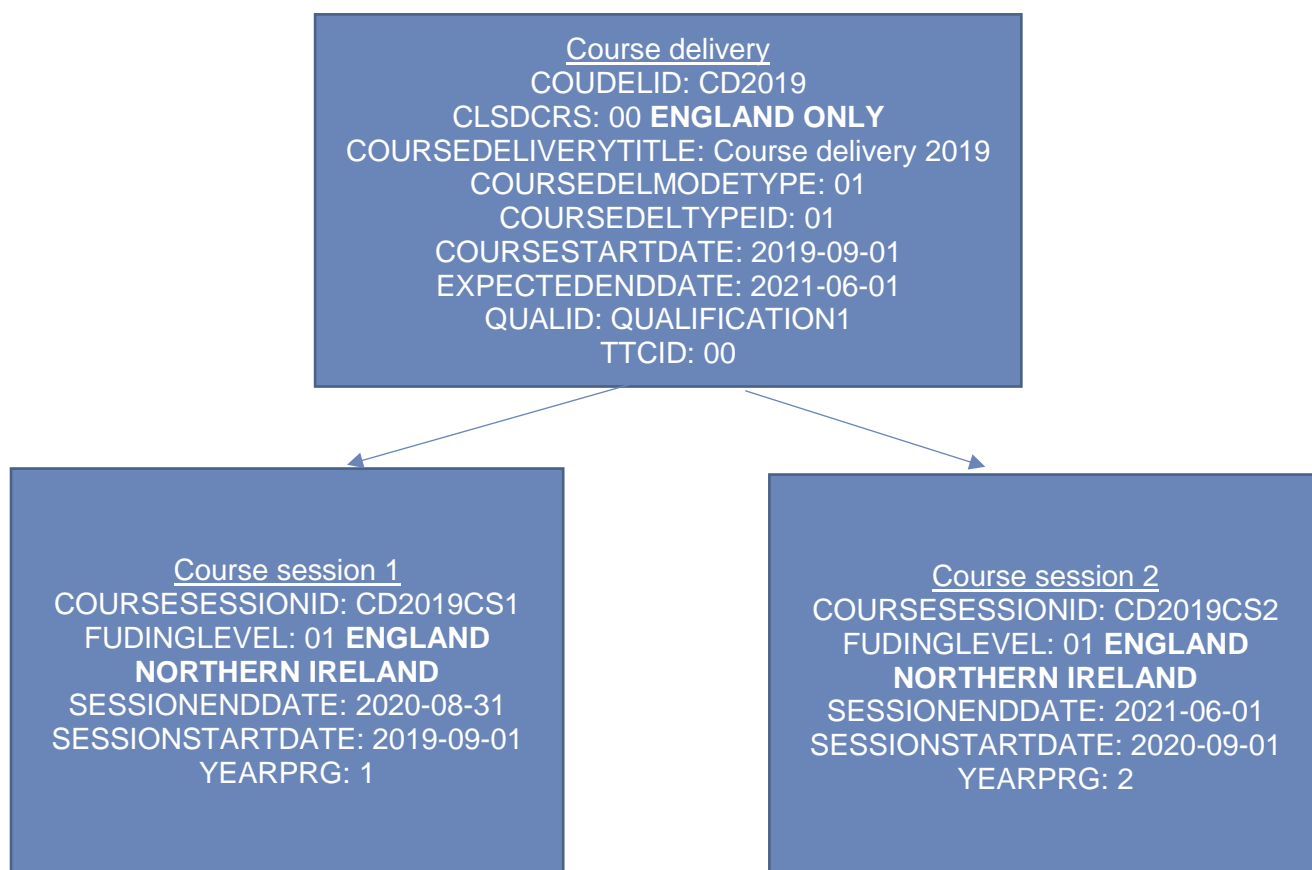 Course delivery
COUDELID: CD2019
CLSDCRS: 00 ENGLAND ONLY
COURSEDELIVERYTITLE: Course delivery 2019
COURSEDELMODETYPE: 01
COURSEDELTYPEID: 01
COURSESTARTDATE: 2019-09-01
EXPECTEDENDDATE: 2021-06-01
QUALID: QUALIFICATION1
TTCID: 00
Course session 1
COURSESESSIONID: CD2019CS1
FUDINGLEVEL: 01 ENGLAND
NORTHERN IRELAND
SESSIONENDDATE: 2020-08-31
SESSIONSTARTDATE: 2019-09-01
YEARPRG: 1
Course session 2
COURSESESSIONID: CD2019CS2
FUDINGLEVEL: 01 ENGLAND
NORTHERN IRELAND
SESSIONENDDATE: 2021-06-01
SESSIONSTARTDATE: 2020-09-01
YEARPRG: 2